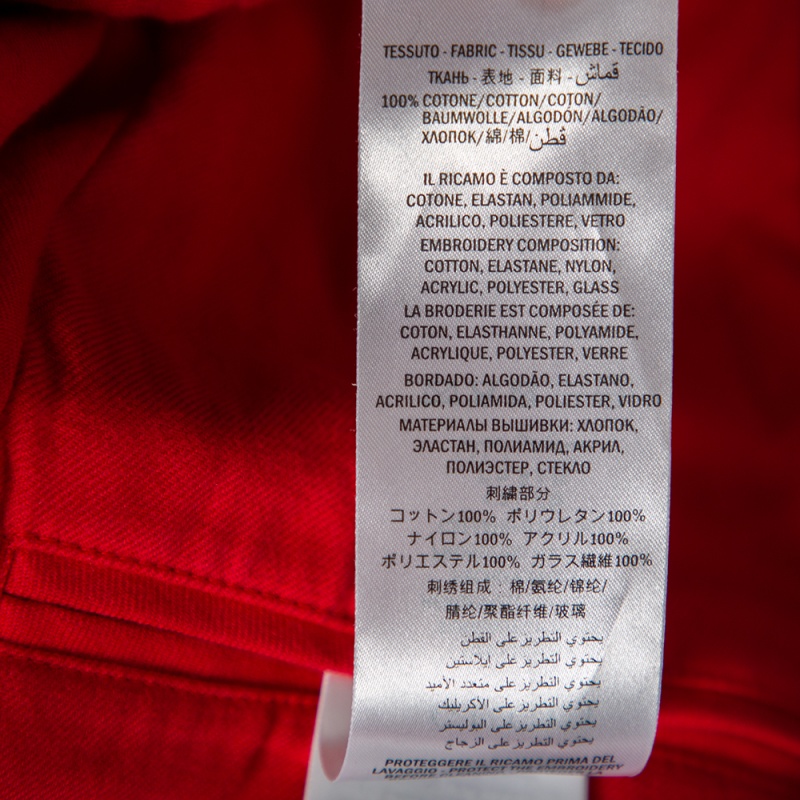 TESSUTO - FABRIC - TISSU - GEWEBE - TECIDO
ТКАНЬ - 表地 - 面料 - قماش
100% COTONE/COTTON/COTON/
BAUMWOLLE/ALGODÓN/ALGODÃO/
ХЛОПОК/綿/棉/قطن
IL RICAMO È COMPOSTO DA:
COTONE, ELASTAN, POLIAMMIDE,
ACRILICO, POLIESTERE, VETRO
EMBROIDERY COMPOSITION:
COTTON, ELASTANE, NYLON,
ACRYLIC, POLYESTER, GLASS
LA BRODERIE EST COMPOSÉE DE:
COTON, ELASTHANNE, POLYAMIDE,
ACRYLIQUE, POLYESTER, VERRE
BORDADO: ALGODÃO, ELASTANO,
ACRILICO, POLIAMIDA, POLIESTER, VIDRO
МАТЕРИАЛЫ ВЫШИВКИ: ХЛОПОК,
ЭЛАСТАН, ПОЛИАМИД, АКРИЛ,
ПОЛИЭСТЕР, СТЕКЛО
刺繍部分
コットン100% ポリウレタン100%
ナイロン100% アクリル100%
ポリエステル100% ガラス繊維100%
刺绣组成：棉/氨纶/锦纶/
腈纶/聚酯纤维/玻璃
يحتوي التطريز على القطن
يحتوي التطريز على ايلاستين
يحتوي التطريز على متعدد الأميد
يحتوي التطريز على الأكريليك
يحتوي التطريز على البوليستر
يحتوي التطريز على الزجاج
PROTEGGERE IL RICAMO PRIMA DEL
LAVAGGIO - PROTECT THE EMBROIDERY
BEFORE